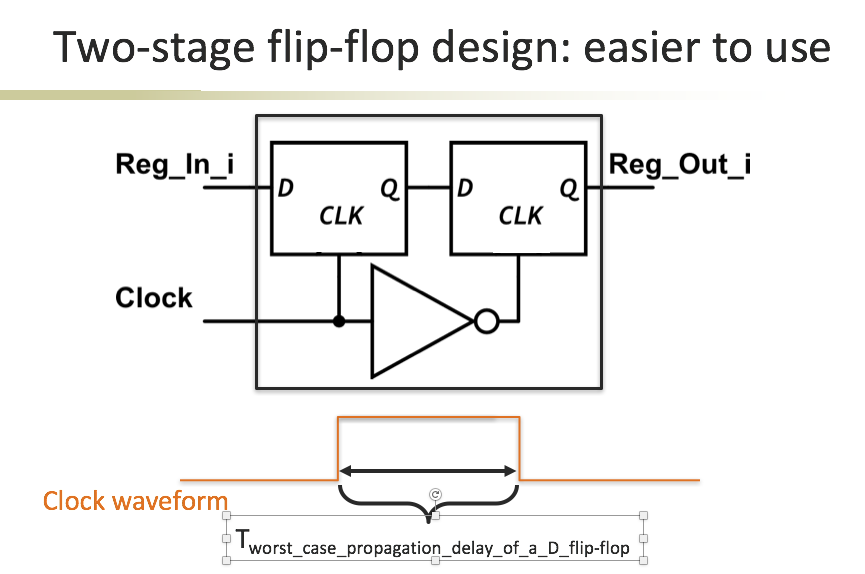 Two-stage flip-flop design: easier to use
Reg_In_i
Reg_Out_i
D
Q
CLK
D
Q
CLK
Clock
Clock waveform
Tworst_case_propagation_delay_of_a_D_flip-flop